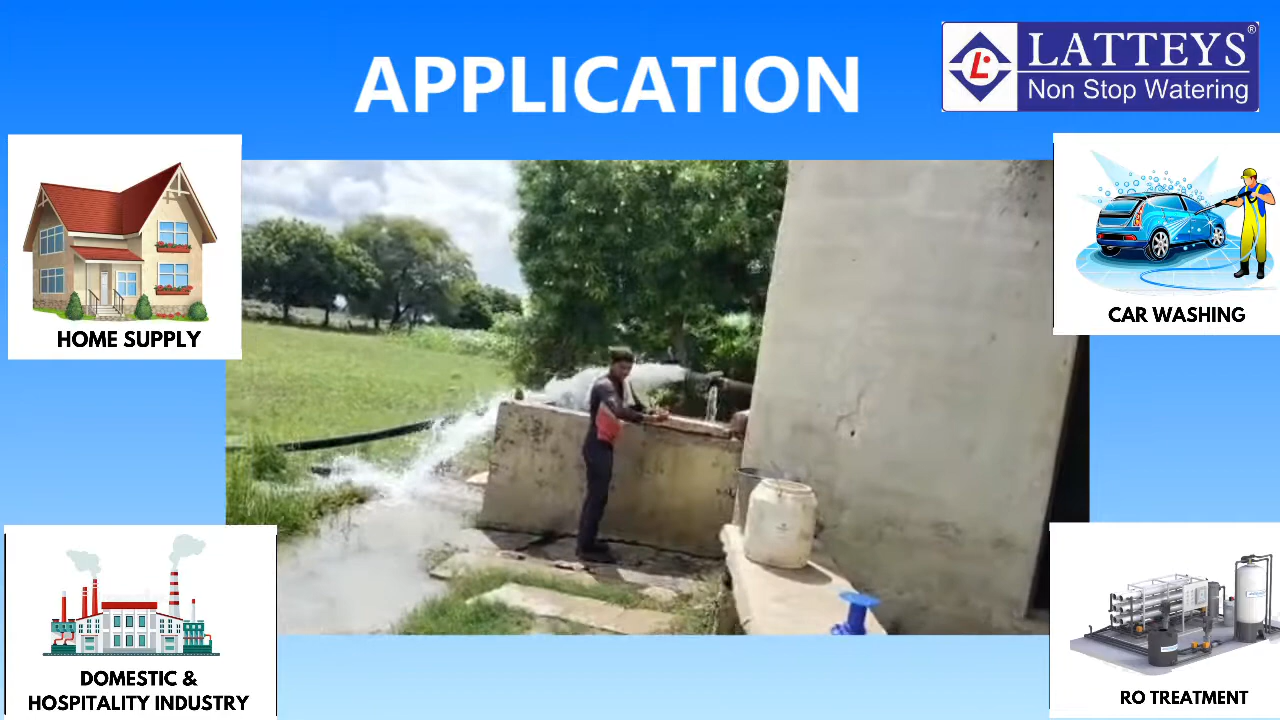 APPLICATION
LATTEYS®
Non Stop Watering
HOME SUPPLY
CAR WASHING
DOMESTIC &
HOSPITALITY INDUSTRY
RO TREATMENT